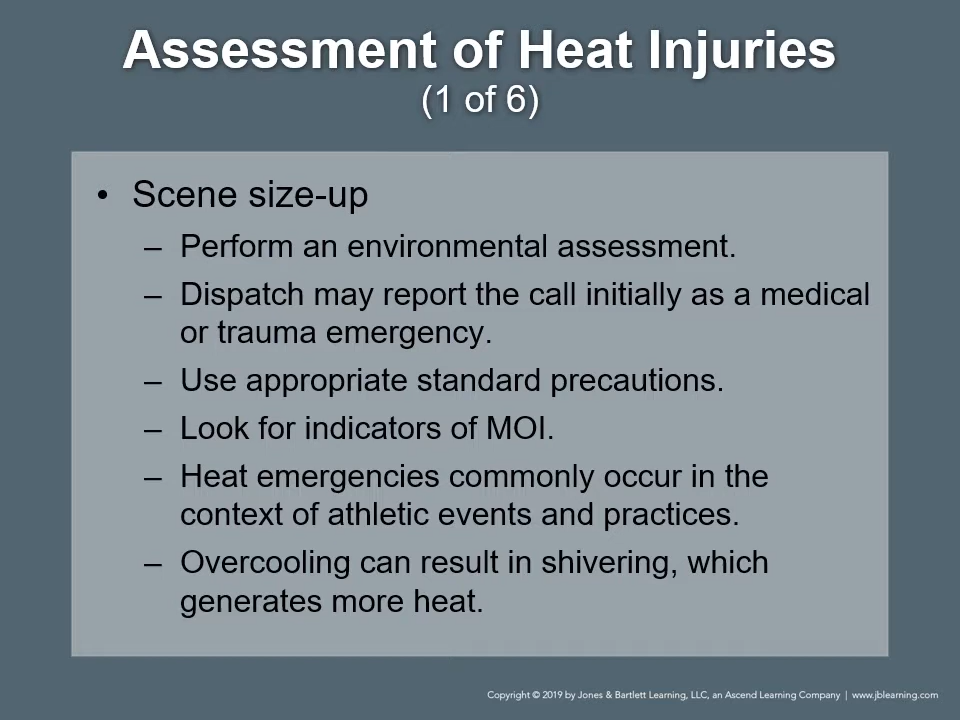 Assessment of Heat Injuries
(1 of 6)
• Scene size-up
– Perform an environmental assessment.
– Dispatch may report the call initially as a medical
or trauma emergency.
– Use appropriate standard precautions.
– Look for indicators of MOI.
– Heat emergencies commonly occur in the
context of athletic events and practices.
– Overcooling can result in shivering, which
generates more heat.
Copyright © 2019 by Jones & Bartlett Learning, LLC, an Ascend Learning Company | www.jblearning.com